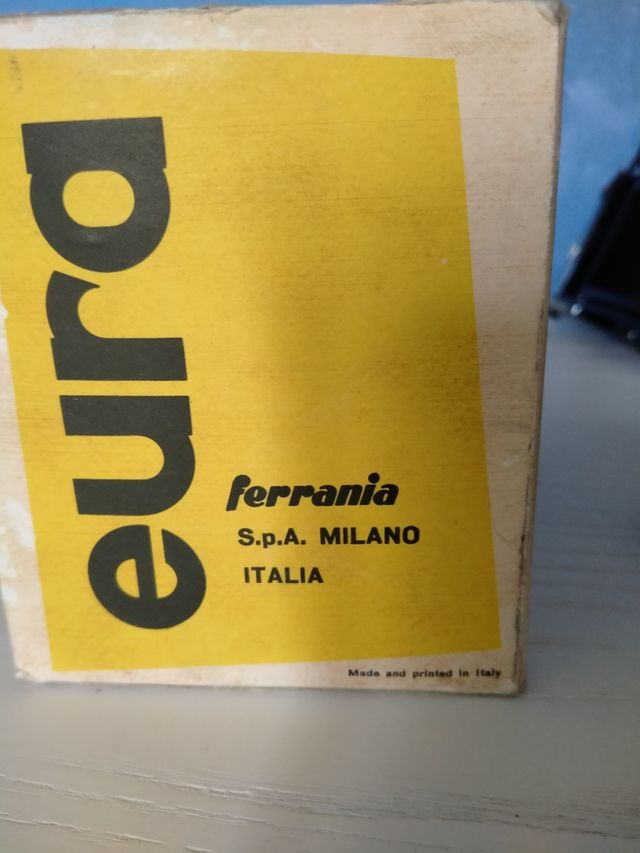 eura
ferrania
S.p.A. MILANO
ITALIA
Made and printed in Italy